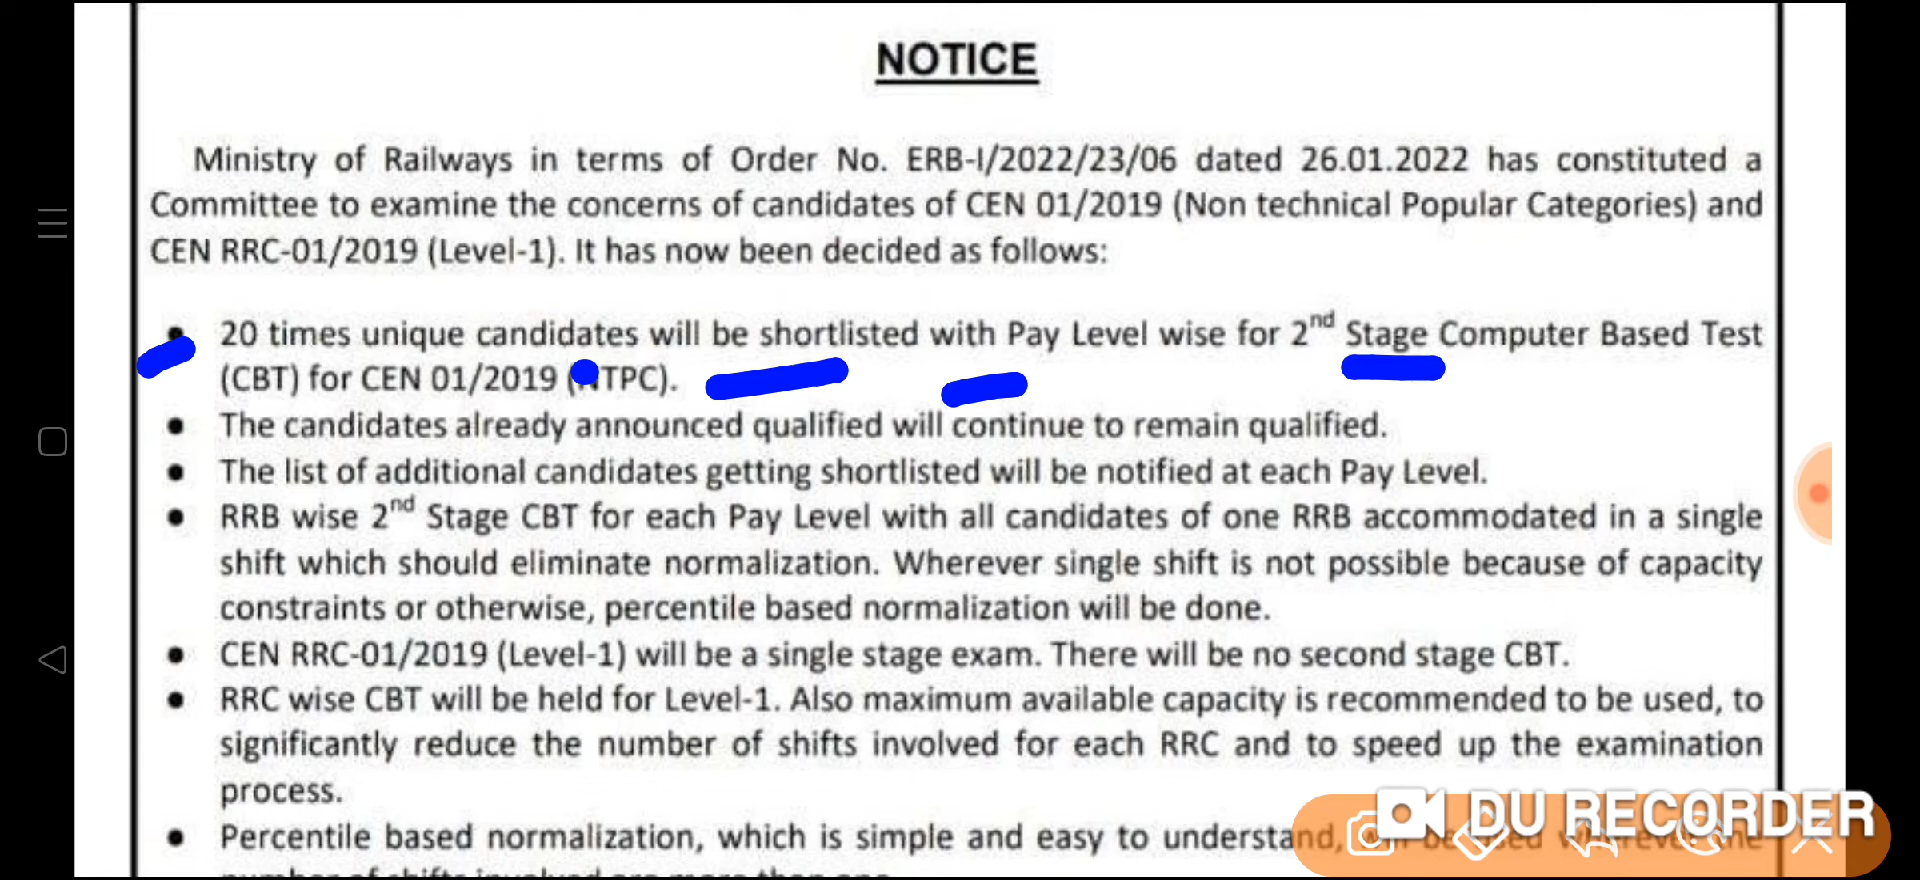 NOTICE
Ministry of Railways in terms of Order No. ERB-I/2022/23/06 dated 26.01.2022 has constituted a
Committee to examine the concerns of candidates of CEN 01/2019 (Non technical Popular Categories) and
CEN RRC-01/2019 (Level-1). It has now been decided as follows:
• 20 times unique candidates will be shortlisted with Pay Level wise for 2nd Stage Computer Based Test
(CBT) for CEN 01/2019 (NTPC).
• The candidates already announced qualified will continue to remain qualified.
• The list of additional candidates getting shortlisted will be notified at each Pay Level.
• RRB wise 2nd Stage CBT for each Pay Level with all candidates of one RRB accommodated in a single
shift which should eliminate normalization. Wherever single shift is not possible because of capacity
constraints or otherwise, percentile based normalization will be done.
• CEN RRC-01/2019 (Level-1) will be a single stage exam. There will be no second stage CBT.
• RRC wise CBT will be held for Level-1. Also maximum available capacity is recommended to be used, to
significantly reduce the number of shifts involved for each RRC and to speed up the examination
process.
• Percentile based normalization, which is simple and easy to understand, be used
DU RECORDER